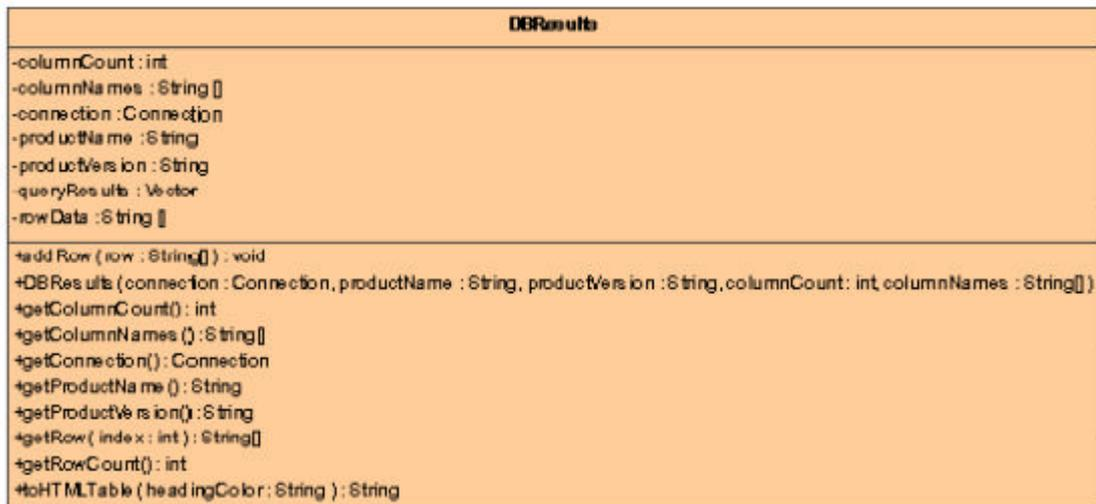 DBResults
-columnCount : int
-columnNames : String []
-connection : Connection
-productName : String
-productVersion : String
-queryResults : Vector
-rowData : String []
+addRow ( row : String[] ) : void
+DBResults ( connection : Connection, productName : String, productVersion : String, columnCount : int, columnNames : String[] )
+getColumnCount() : int
+getColumnNames () : String[]
+getConnection() : Connection
+getProductName () : String
+getProductVersion() : String
+getRow ( index : int ) : String[]
+getRowCount() : int
+toHTMLTable ( headingColor : String ) : String